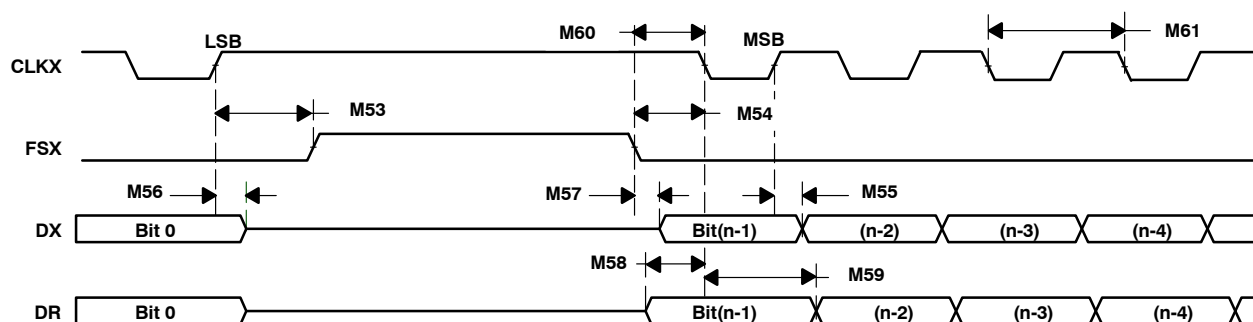 M60
M61
LSB
MSB
CLKX
M53
M54
FSX
M56
M57
M55
DX
Bit 0
Bit(n-1)
(n-2)
(n-3)
(n-4)
M58
M59
DR
Bit 0
Bit(n-1)
(n-2)
(n-3)
(n-4)